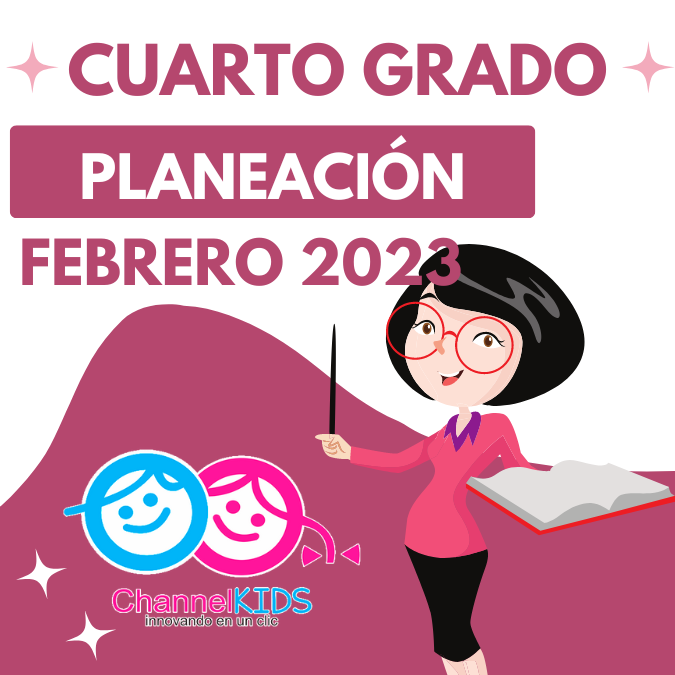 CUARTO GRADO
PLANEACIÓN
FEBRERO 2023
ChannelKIDS
innovando en un clic